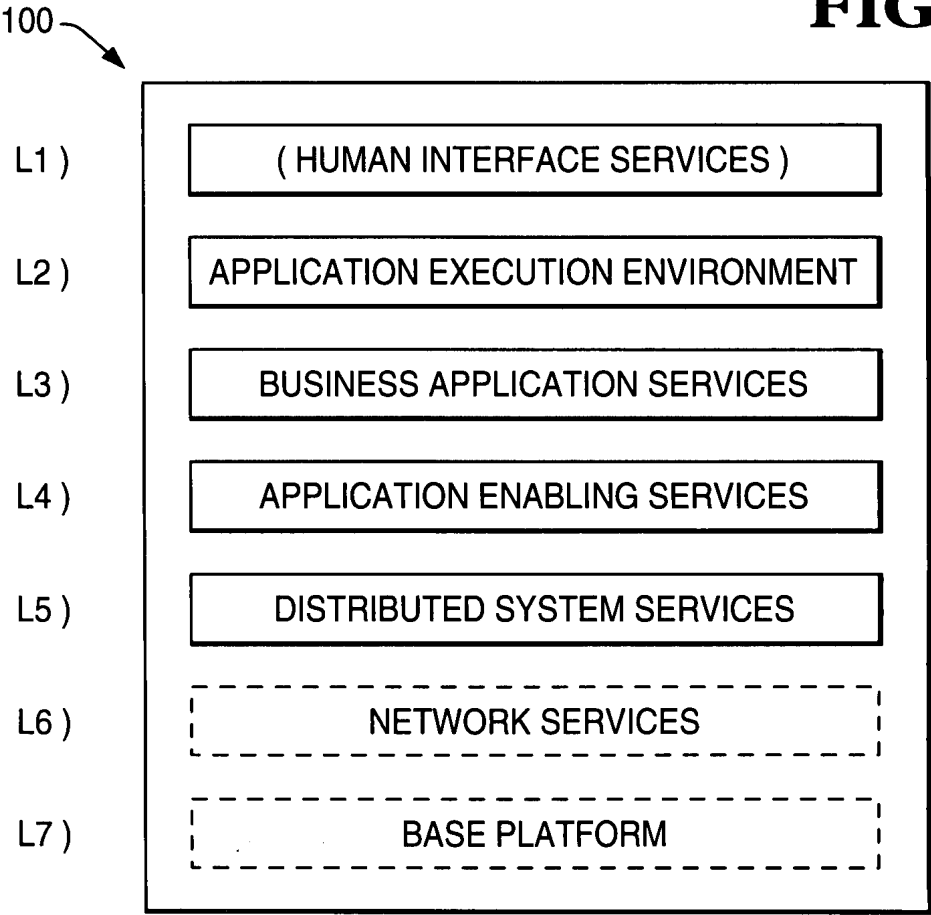 FIG
100
L1 ) ( HUMAN INTERFACE SERVICES )
L2 ) APPLICATION EXECUTION ENVIRONMENT
L3 ) BUSINESS APPLICATION SERVICES
L4 ) APPLICATION ENABLING SERVICES
L5 ) DISTRIBUTED SYSTEM SERVICES
L6 ) NETWORK SERVICES
L7 ) BASE PLATFORM